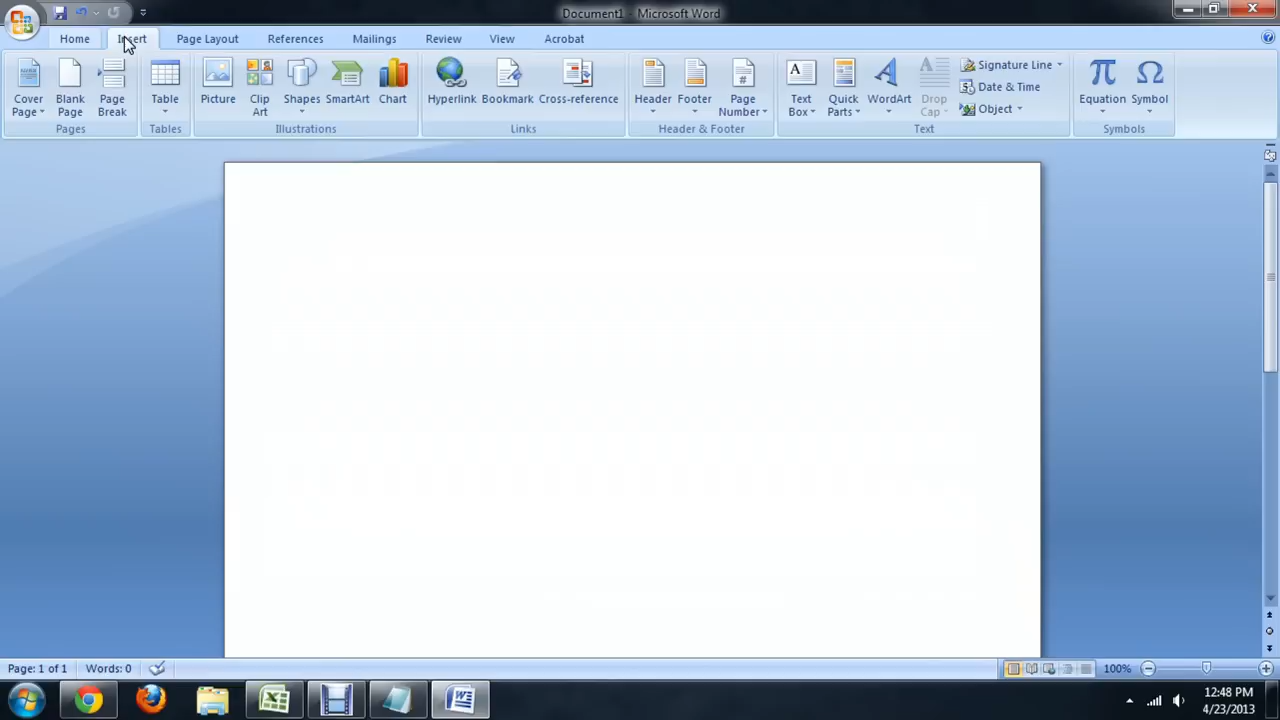 Document1 - Microsoft Word
Home Insert Page Layout References Mailings Review View Acrobat
Cover Page Blank Page Page Break Table Picture Clip Art Shapes SmartArt Chart Hyperlink Bookmark Cross-reference Header Footer Page Number Text Box Quick Parts WordArt Drop Cap Signature Line Date & Time Object Equation Symbol
Pages Tables Illustrations Links Header & Footer Text Symbols
Page: 1 of 1 Words: 0 100%
12:48 PM
4/23/2013